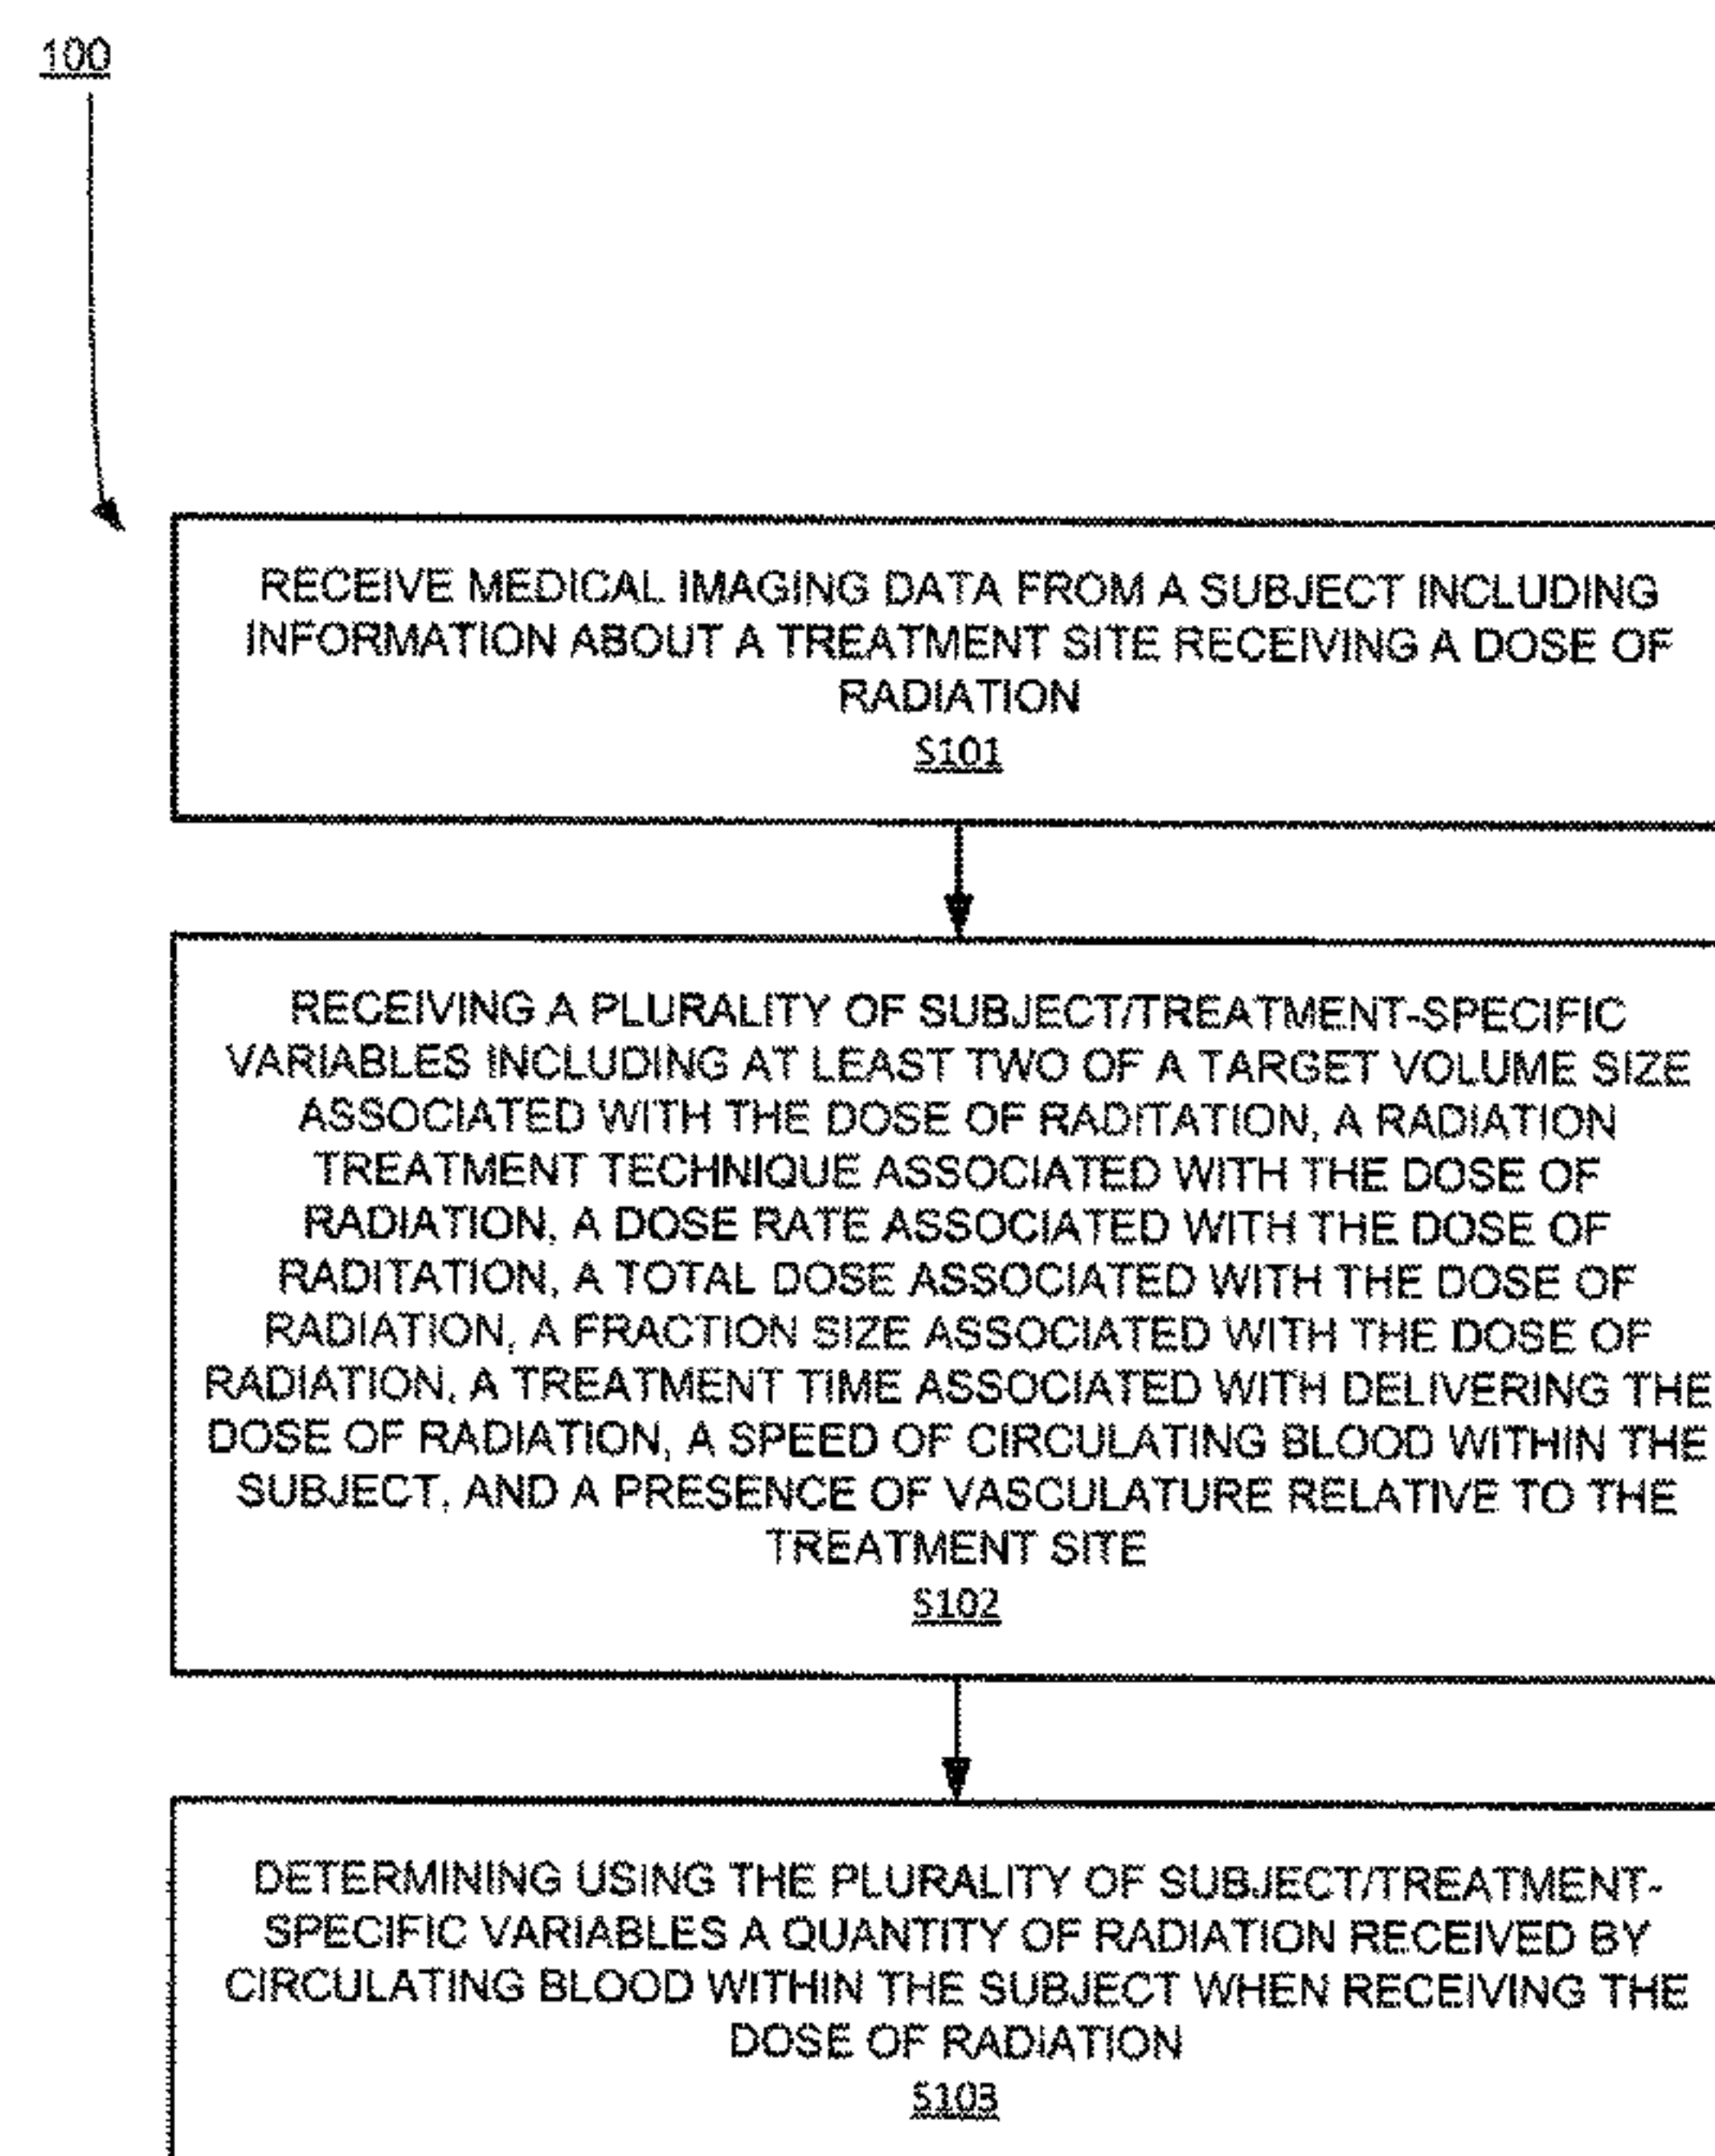 100
RECEIVE MEDICAL IMAGING DATA FROM A SUBJECT INCLUDING
INFORMATION ABOUT A TREATMENT SITE RECEIVING A DOSE OF
RADIATION
S101
RECEIVING A PLURALITY OF SUBJECT/TREATMENT-SPECIFIC
VARIABLES INCLUDING AT LEAST TWO OF A TARGET VOLUME SIZE
ASSOCIATED WITH THE DOSE OF RADITATION, A RADIATION
TREATMENT TECHNIQUE ASSOCIATED WITH THE DOSE OF
RADIATION, A DOSE RATE ASSOCIATED WITH THE DOSE OF
RADITATION, A TOTAL DOSE ASSOCIATED WITH THE DOSE OF
RADIATION, A FRACTION SIZE ASSOCIATED WITH THE DOSE OF
RADIATION, A TREATMENT TIME ASSOCIATED WITH DELIVERING THE
DOSE OF RADIATION, A SPEED OF CIRCULATING BLOOD WITHIN THE
SUBJECT, AND A PRESENCE OF VASCULATURE RELATIVE TO THE
TREATMENT SITE
S102
DETERMINING USING THE PLURALITY OF SUBJECT/TREATMENT-
SPECIFIC VARIABLES A QUANTITY OF RADIATION RECEIVED BY
CIRCULATING BLOOD WITHIN THE SUBJECT WHEN RECEIVING THE
DOSE OF RADIATION
S103